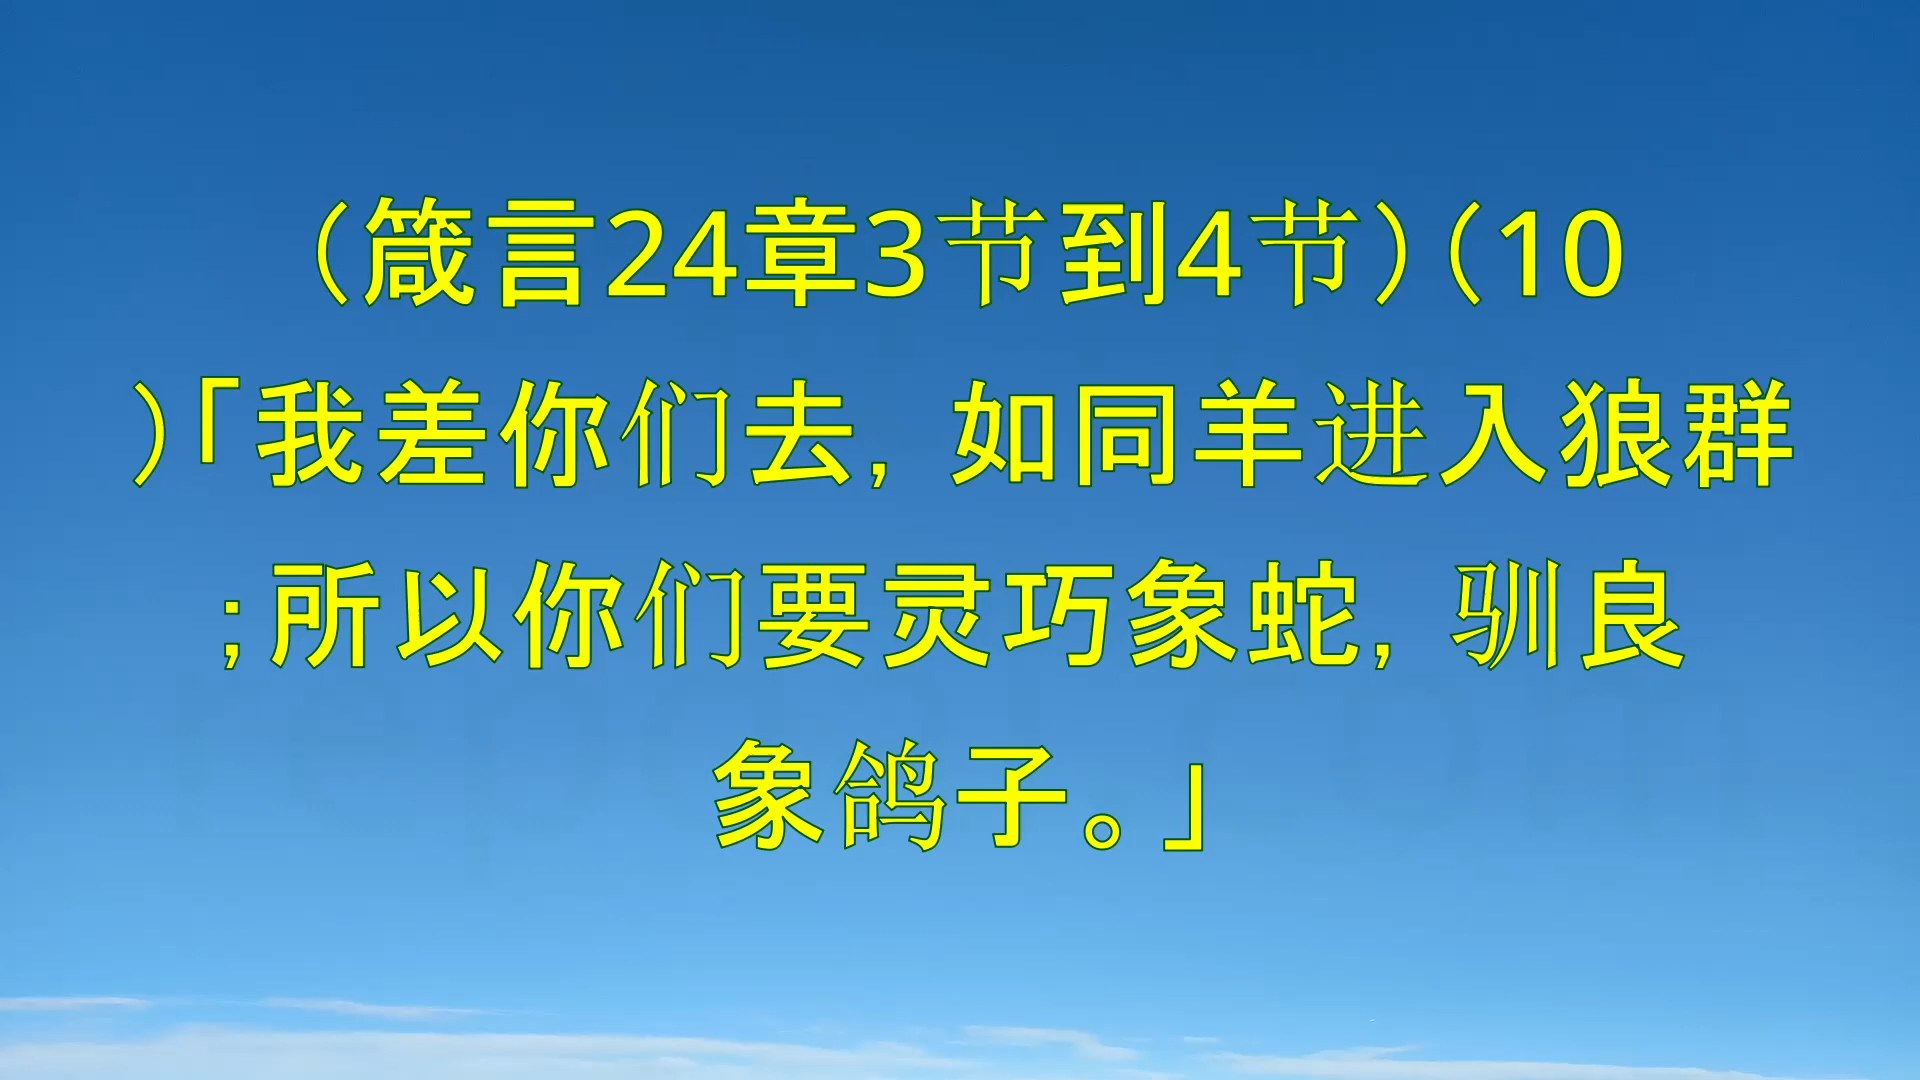 （箴言24章3节到4节）（10
）「我差你们去，如同羊进入狼群
；所以你们要灵巧象蛇，驯良
象鸽子。」